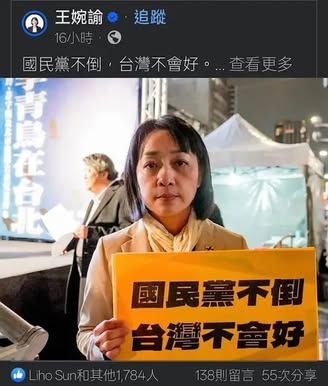 王婉諭 · 追蹤
16小時 ·
國民黨不倒，台灣不會好。... 查看更多
青鳥在台北
國民黨不倒
台灣不會好
Liho Sun和其他1,784人 138則留言 55次分享